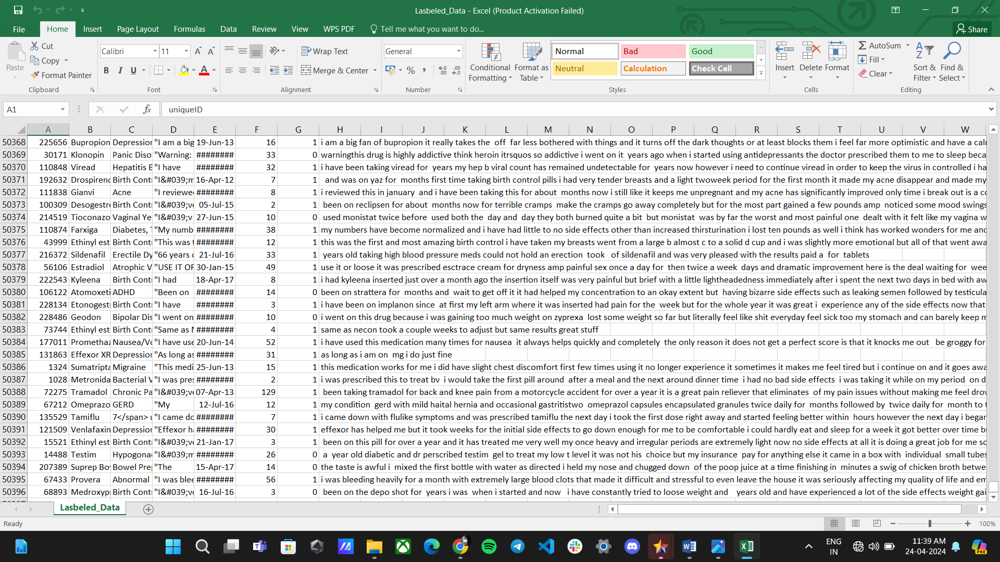 Lasbeled_Data - Excel (Product Activation Failed)
File Home Insert Page Layout Formulas Data Review View WPS PDF Tell me what you want to do... Share
Paste Cut Copy Format Painter
Calibri 11 Wrap Text General
B I U Merge & Center % ,
Conditional Formatting Format as Table
Normal Bad Good
Neutral Calculation Check Cell
Insert Delete Format
AutoSum Fill Clear
Sort & Filter Find & Select
Clipboard Font Alignment Number Styles Cells Editing
A1 fx uniqueID
A B C D E F G H I J K L M N O P Q R S T U V W
50368 225656 Bupropion Depression "I am a big 19-Jun-13 16 1 i am a big fan of bupropion it really takes the  off  far less bothered with things and it turns off the dark thoughts or at least blocks them i feel far more optimistic and have a cal
50369 30171 Klonopin Panic Diso "Warning: ######## 33 0 warningthis drug is highly addictive think heroin itrsquos so addictive i went on it  years ago when i started using antidepressants the doctor prescribed them to me to sleep beca
50370 110848 Viread Hepatitis B "I have ######## 32 1 i have been taking viread for  years my hep b viral count has remained undetectable for  years now however i need to continue viread in order to keep the virus in controlled i ha
50371 192632 Drospirenc Birth Conti "I&#039;m 16-Apr-12 7 1 and was on yaz for  months first time taking birth control pills i had very tender breasts and a light twoweek period for the first month it made my acne disappear and made my
50372 111838 Gianvi Acne "I reviewe ######## 8 1 i reviewed this in january  and i have been taking this for about  months now i still like it keeps me unpregnant and my acne has significantly improved only time i break out is a co
50373 100309 Desogestre Birth Conti "I&#039;ve 05-Jul-15 2 1 been on reclipsen for about  months now for terrible cramps  make the cramps go away completely but for the most part gained a few pounds amp  noticed some mood swings
50374 214519 Tioconazo Vaginal Ye "I&#039;v 27-Jun-15 10 0 used monistat twice before  used both the  day and  day they both burned quite a bit  but monistat  was by far the worst and most painful one  dealt with it felt like my vagina w
50375 110874 Farxiga Diabetes, T "My numb ######## 38 1 my numbers have become normalized and i have had little to no side effects other than increased thirsturination i lost ten pounds as well i think has worked wonders for me and
50376 43999 Ethinyl est Birth Conti "This was t ######## 12 1 this was the first and most amazing birth control i have taken my breasts went from a large b almost c to a solid d cup and i was slightly more emotional but all of that went awa
50377 216372 Sildenafil Erectile Dy "66 years o 21-Jul-16 33 1 years old taking high blood pressure meds could not hold an erection  took   of sildenafil and was very pleased with the results paid a  for  tablets
50378 56106 Estradiol Atrophic V "USE IT OR 30-Jan-15 49 1 use it or loose it was prescribed esctrace cream for dryness amp painful sex once a day for  then twice a week  days and dramatic improvement here is the deal waiting for  wee
50379 222543 Kyleena Birth Conti "I had 18-Apr-17 8 1 i had kyleena inserted just over a month ago the insertion itself was very painful but brief with a little lightheadedness immediately after i spent the next two days in bed with aw
50380 106122 Atomoxeti ADHD "Been on ######## 14 0 been on strattera for  months and  wait to get off it it had helped my concentration to an okay extent but  having bizarre side effects such as leaking semen followed by testicula
50381 228134 Etonogesti Birth Conti "I have ######## 3 1 i have been on implanon since  at first my left arm where it was inserted had pain for the  week but for the whole year it was great i  experience any of the side effects now that
50382 228486 Geodon Bipolar Dis "I went on ######## 10 0 i went on this drug because i was gaining too much weight on zyprexa  lost some weight so far but literally feel like shit everyday feel sick too my stomach and can barely keep m
50383 73744 Ethinyl est Birth Conti "Same as N ######## 4 1 same as necon took a couple weeks to adjust but same results great stuff
50384 177011 Promethaz Nausea/Vo "I have use 20-Jun-14 52 1 i have used this medication many times for nausea  it always helps quickly and completely  the only reason it does not get a perfect score is that it knocks me out   be groggy for
50385 131863 Effexor XR Depression "As long as ######## 31 1 as long as i am on  mg i do just fine
50386 1324 Sumatripta Migraine "This medi 25-Jun-13 15 1 this medication works for me i did have slight chest discomfort first few times using it no longer experience it sometimes it makes me feel tired but i continue on and it goes awa
50387 1028 Metronida Bacterial V "I was pres ######## 2 1 i was prescribed this to treat bv  i would take the first pill around  after a meal and the next around dinner time  i had no bad side effects  i was taking it while on my period  on d
50388 72275 Tramadol Chronic Pa "I&#039;ve 07-Apr-13 129 1 been taking tramadol for back and knee pain from a motorcycle accident for over a year it is a great pain reliever that eliminates  of my pain issues without making me feel drow
50389 67212 Omeprazo GERD "My 12-Jul-16 12 1 my condition  gerd with mild haital hernia and occasional gastritistwo  omeprazol capsules encapsulated granules twice daily for  months followed by  twice daily for  month to t
50390 135529 Tamiflu 7</span> u "I came do ######## 7 1 i came down with flulike symptoms and was prescribed tamiflu the next day i took the first dose right away and started feeling better within  hours however the next day i began
50391 121509 Venlafaxin Depression "Effexor ha ######## 30 1 effexor has helped me but it took weeks for the initial side effects to go down enough for me to be comfortable i could hardly eat and sleep for a week it got better over time bu
50392 15521 Ethinyl est Birth Conti "I&#039;ve 21-Jan-17 3 1 been on this pill for over a year and it has treated me very well my once heavy and irregular periods are extremely light now no side effects at all it is doing a great job for me so
50393 14488 Testim Hypogona "I&#039;m ######## 26 0 a  year old diabetic and dr perscribed testim  gel to treat my low t level it was not his  choice but my insurance  pay for anything else it came in a box with  individual  small tubes
50394 207389 Suprep Bov Bowel Prep "The 15-Apr-17 14 0 the taste is awful i  mixed the first bottle with water as directed i held my nose and chugged down  of the poop juice at a time finishing in  minutes a swig of chicken broth betwe
50395 67433 Provera Abnormal "I was blee ######## 56 1 i was bleeding heavily for a month with extremely large blood clots that made it difficult and stressful to even leave the house it was seriously affecting my quality of life and em
50396 68893 Medroxypr Birth Conti "I&#039;ve 16-Jul-16 3 0 been on the depo shot for  years i was  when i started and now   i have constantly tried to loose weight and    years old and have experienced a lot of the side effects weight gai
Lasbeled_Data
Ready 100%
ENG IN 11:39 AM 24-04-2024 PRE